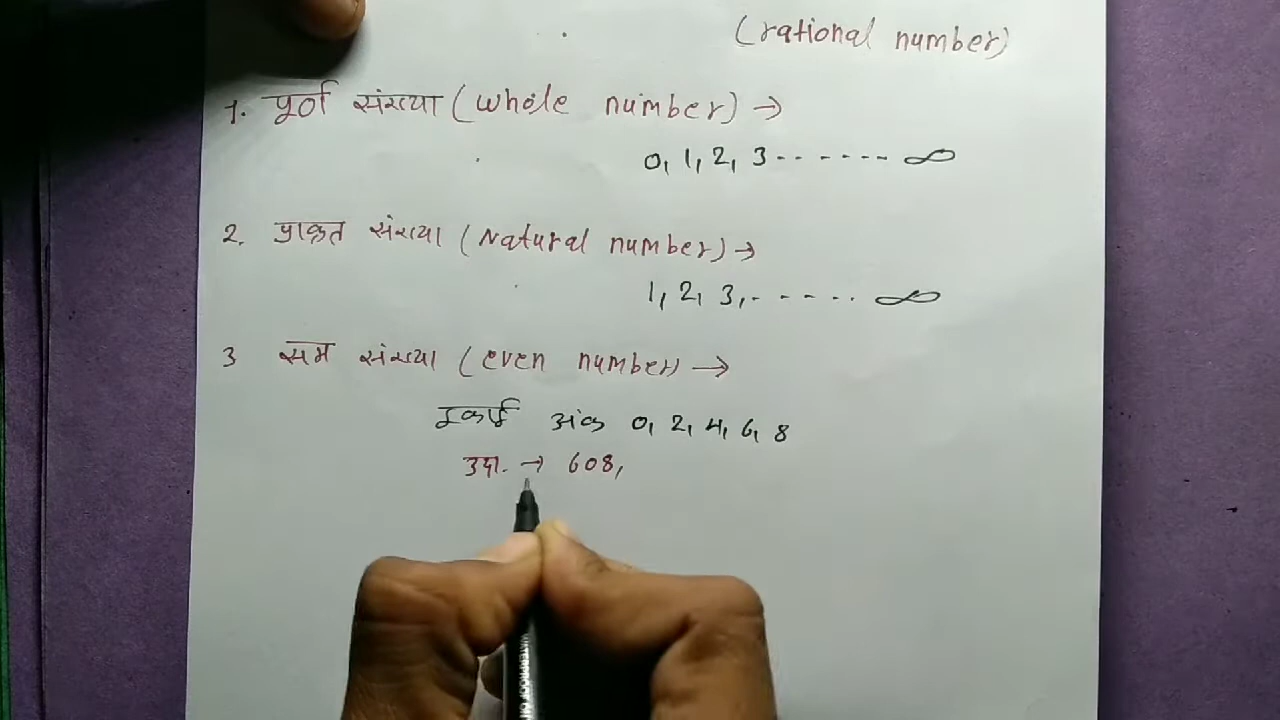 (rational number)
1. पूर्ण संख्या (Whole number) →
0, 1, 2, 3 ------- ∞
2. प्राकृत संख्या (Natural number) →
1, 2, 3, ------ ∞
3 सम संख्या (even number) →
इकाई अंक 0, 2, 4, 6, 8
उदा. → 608,